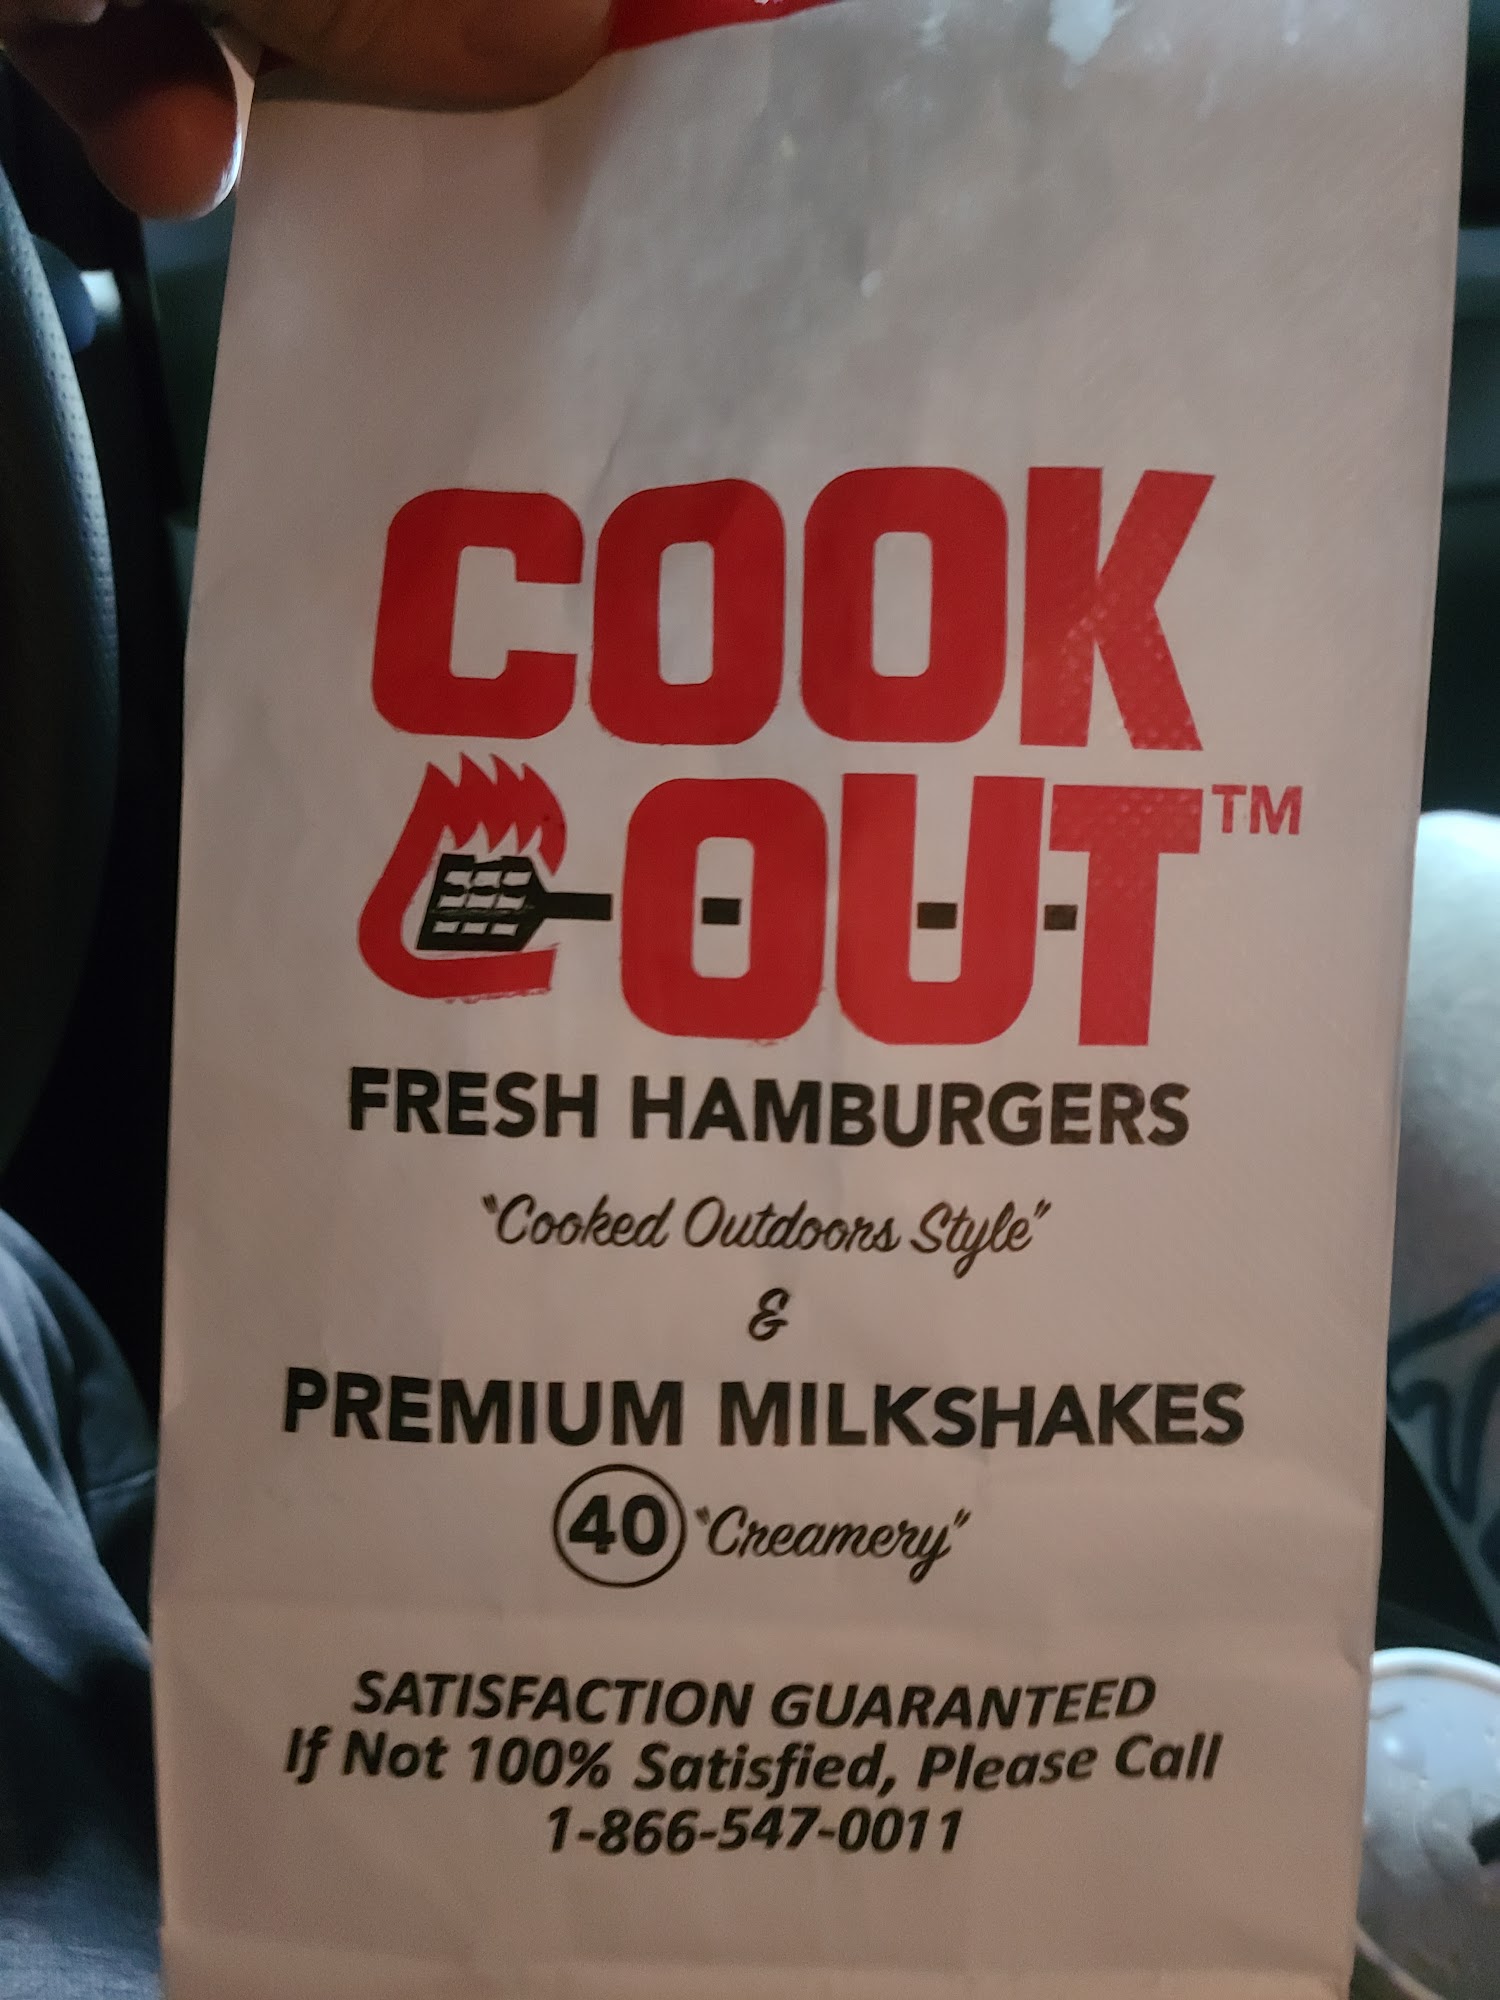 COOK
OUT™
FRESH HAMBURGERS
"Cooked Outdoors Style"
&
PREMIUM MILKSHAKES
40 "Creamery"
SATISFACTION GUARANTEED
If Not 100% Satisfied, Please Call
1-866-547-0011